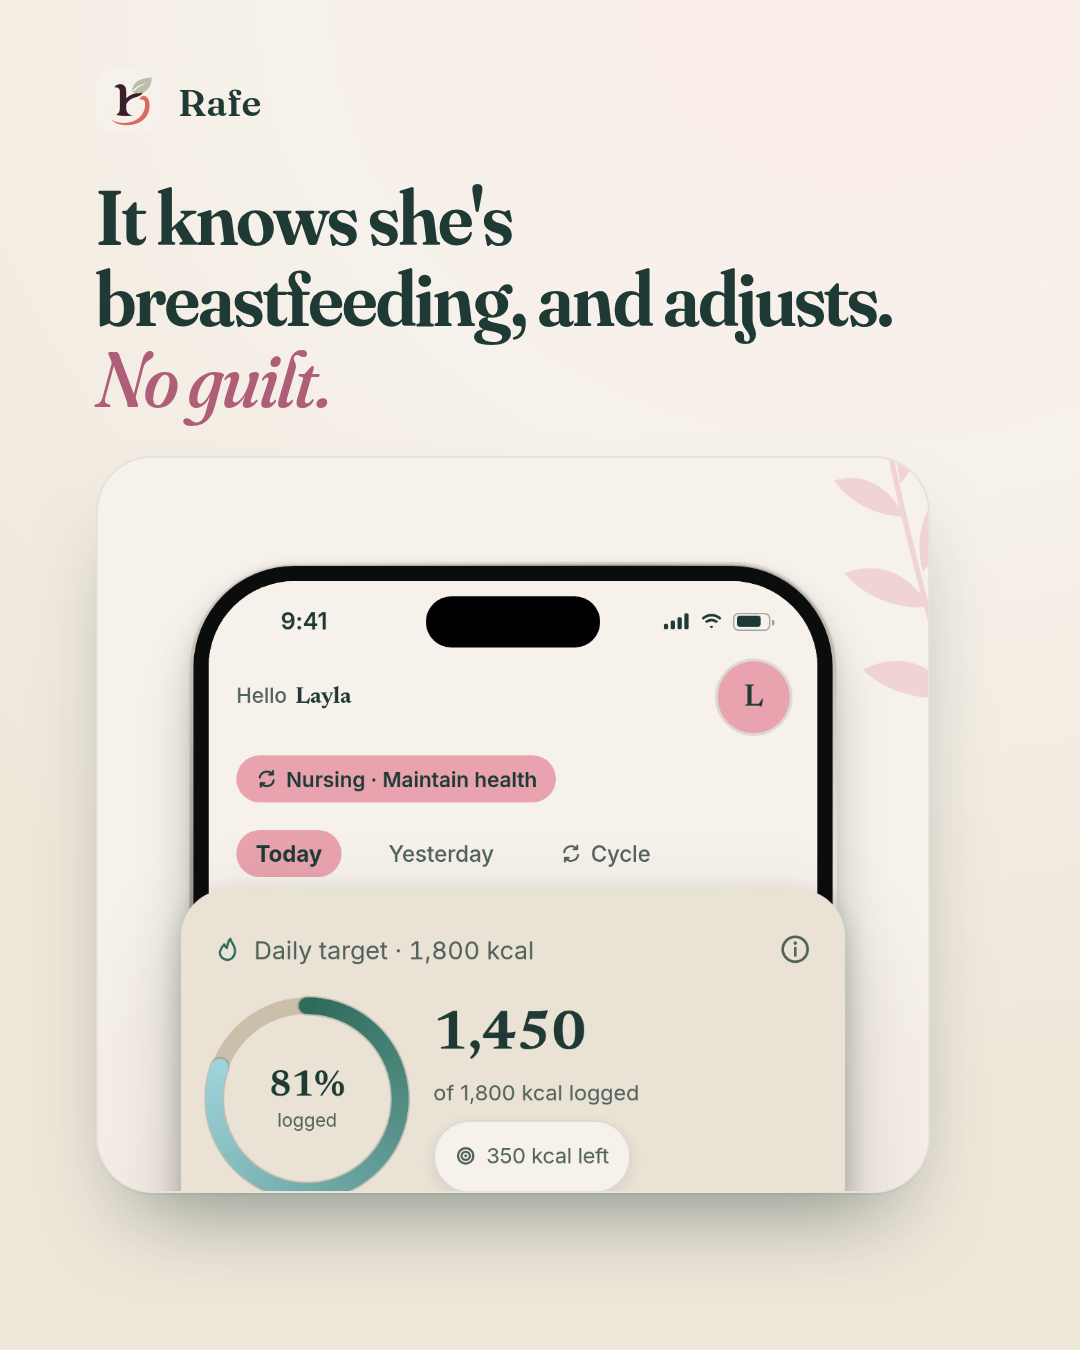 Rafe
It knows she's
breastfeeding, and adjusts.
No guilt.
9:41
Hello Layla
L
Nursing · Maintain health
Today Yesterday Cycle
Daily target · 1,800 kcal
81%
logged
1,450
of 1,800 kcal logged
350 kcal left